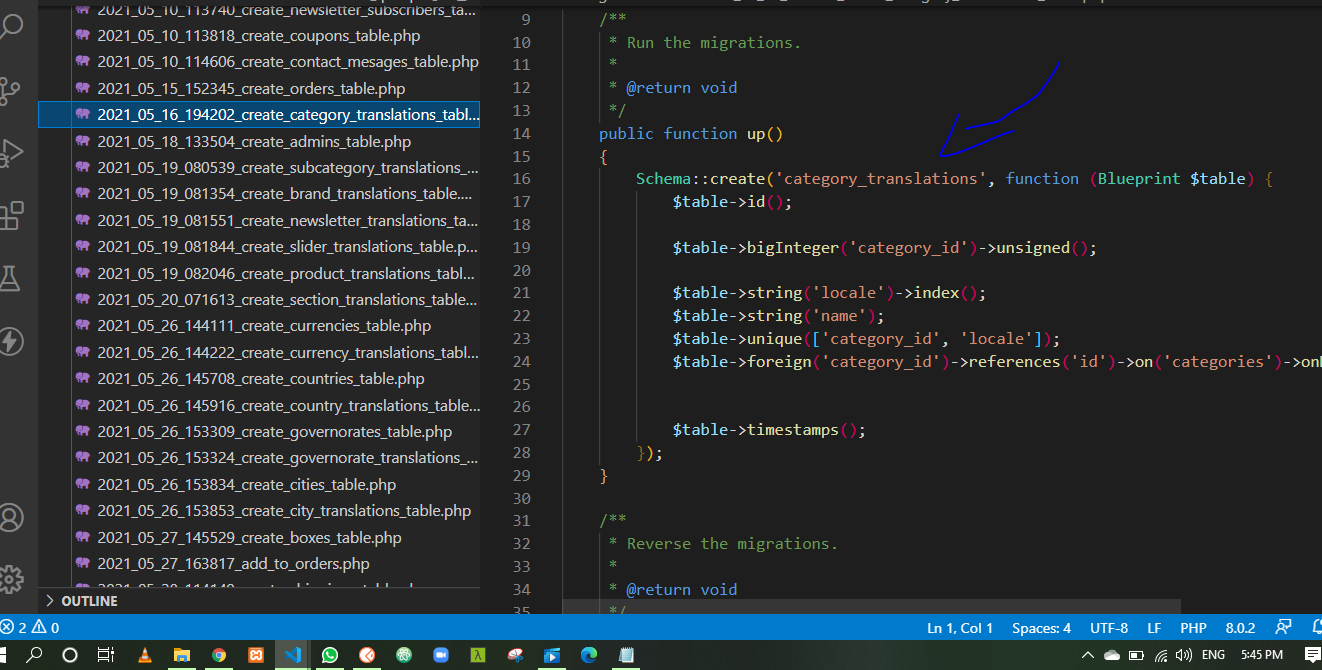 2021_05_10_113740_create_newsletter_subscribers_ta...
2021_05_10_113818_create_coupons_table.php
2021_05_10_114606_create_contact_mesages_table.php
2021_05_15_152345_create_orders_table.php
2021_05_16_194202_create_category_translations_tabl...
2021_05_18_133504_create_admins_table.php
2021_05_19_080539_create_subcategory_translations_...
2021_05_19_081354_create_brand_translations_table....
2021_05_19_081551_create_newsletter_translations_ta...
2021_05_19_081844_create_slider_translations_table.p...
2021_05_19_082046_create_product_translations_tabl...
2021_05_20_071613_create_section_translations_table...
2021_05_26_144111_create_currencies_table.php
2021_05_26_144222_create_currency_translations_tabl...
2021_05_26_145708_create_countries_table.php
2021_05_26_145916_create_country_translations_table...
2021_05_26_153309_create_governorates_table.php
2021_05_26_153324_create_governorate_translations_...
2021_05_26_153834_create_cities_table.php
2021_05_26_153853_create_city_translations_table.php
2021_05_27_145529_create_boxes_table.php
2021_05_27_163817_add_to_orders.php
OUTLINE
9 /**
10 * Run the migrations.
11 *
12 * @return void
13 */
14 public function up()
15 {
16 Schema::create('category_translations', function (Blueprint $table) {
17 $table->id();
18
19 $table->bigInteger('category_id')->unsigned();
20
21 $table->string('locale')->index();
22 $table->string('name');
23 $table->unique(['category_id', 'locale']);
24 $table->foreign('category_id')->references('id')->on('categories')->on
25
26
27 $table->timestamps();
28 });
29 }
30
31 /**
32 * Reverse the migrations.
33 *
34 * @return void
35 */
2 0
Ln 1, Col 1 Spaces: 4 UTF-8 LF PHP 8.0.2
ENG 5:45 PM